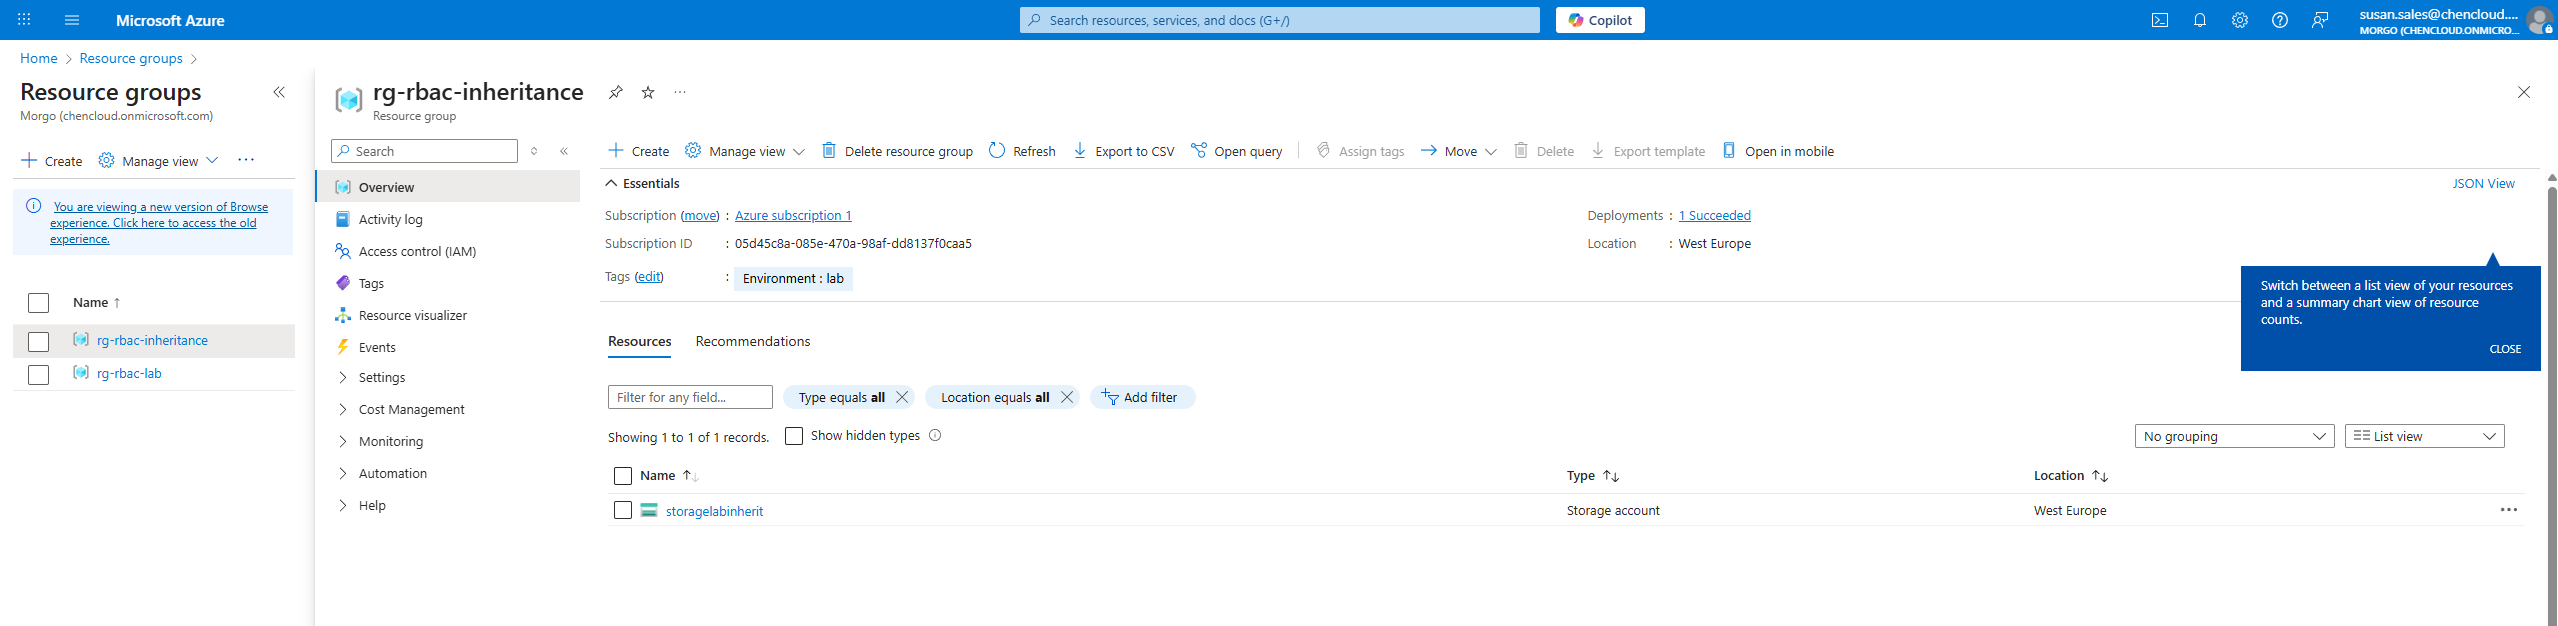 Microsoft Azure
Search resources, services, and docs (G+/)
Copilot
susan.sales@chencloud....
MORGO (CHENCLOUD.ONMICRO...
Home > Resource groups >
Resource groups
Morgo (chencloud.onmicrosoft.com)
Create
Manage view
You are viewing a new version of Browse
experience. Click here to access the old
experience.
Name ↑
rg-rbac-inheritance
rg-rbac-lab
rg-rbac-inheritance
Resource group
Search
Overview
Activity log
Access control (IAM)
Tags
Resource visualizer
Events
Settings
Cost Management
Monitoring
Automation
Help
Create
Manage view
Delete resource group
Refresh
Export to CSV
Open query
Assign tags
Move
Delete
Export template
Open in mobile
Essentials
JSON View
Subscription (move) : Azure subscription 1
Subscription ID : 05d45c8a-085e-470a-98af-dd8137f0caa5
Tags (edit) : Environment : lab
Deployments : 1 Succeeded
Location : West Europe
Switch between a list view of your resources
and a summary chart view of resource
counts.
CLOSE
Resources
Recommendations
Filter for any field...
Type equals all
Location equals all
Add filter
Showing 1 to 1 of 1 records.
Show hidden types
No grouping
List view
Name ↑↓
Type ↑↓
Location ↑↓
storagelabinherit
Storage account
West Europe